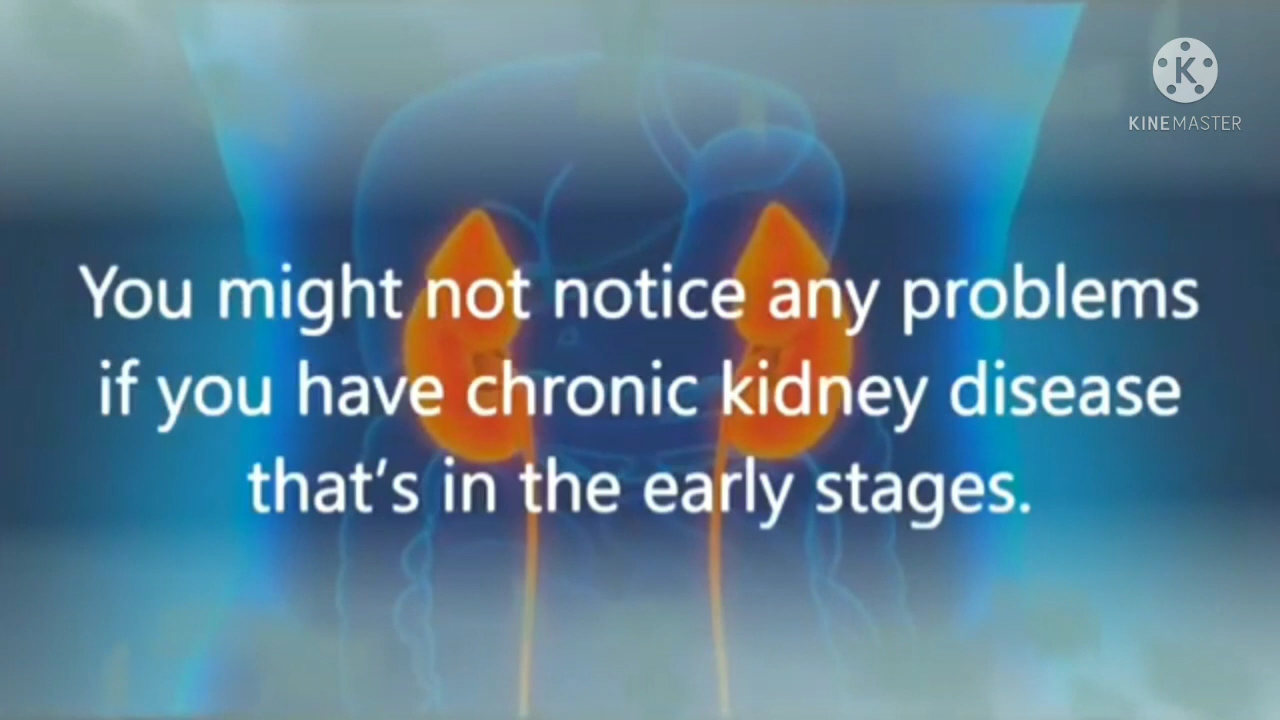 K
KINEMASTER
You might not notice any problems
if you have chronic kidney disease
that's in the early stages.